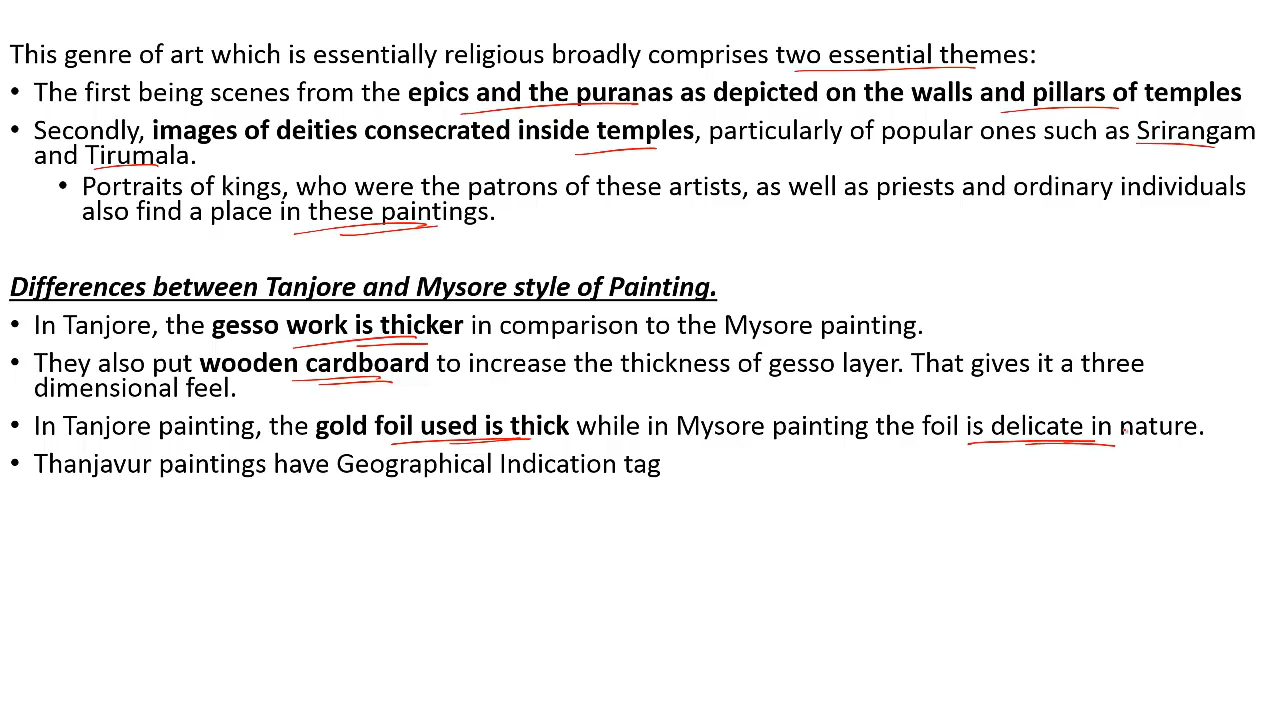 This genre of art which is essentially religious broadly comprises two essential themes:
• The first being scenes from the epics and the puranas as depicted on the walls and pillars of temples
• Secondly, images of deities consecrated inside temples, particularly of popular ones such as Srirangam
and Tirumala.
• Portraits of kings, who were the patrons of these artists, as well as priests and ordinary individuals
also find a place in these paintings.
Differences between Tanjore and Mysore style of Painting.
• In Tanjore, the gesso work is thicker in comparison to the Mysore painting.
• They also put wooden cardboard to increase the thickness of gesso layer. That gives it a three
dimensional feel.
• In Tanjore painting, the gold foil used is thick while in Mysore painting the foil is delicate in nature.
• Thanjavur paintings have Geographical Indication tag